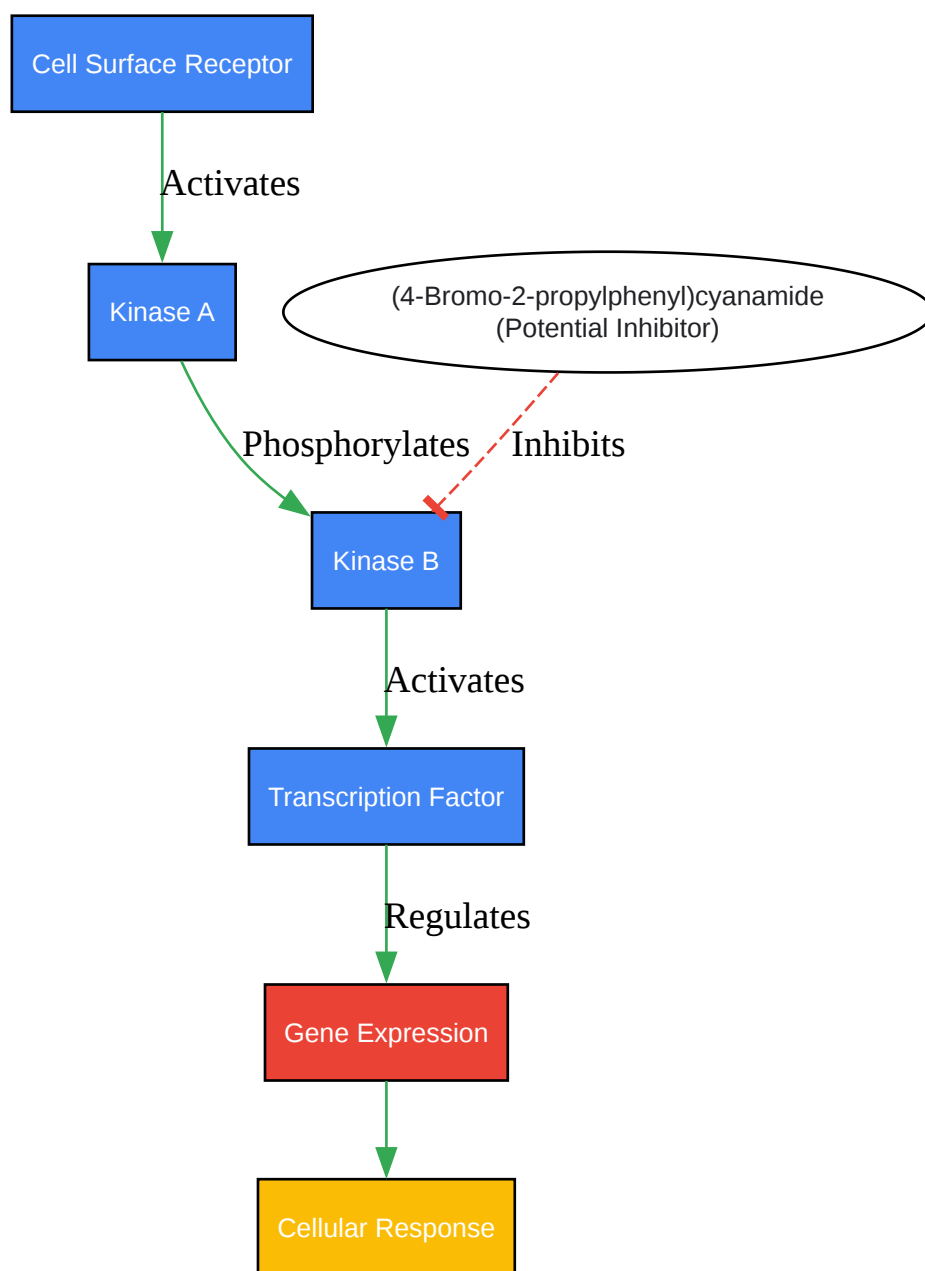 Cell Surface Receptor
Activates
Kinase A
(4-Bromo-2-propylphenyl)cyanamide
(Potential Inhibitor)
Phosphorylates
Inhibits
Kinase B
Activates
Transcription Factor
Regulates
Gene Expression
Cellular Response